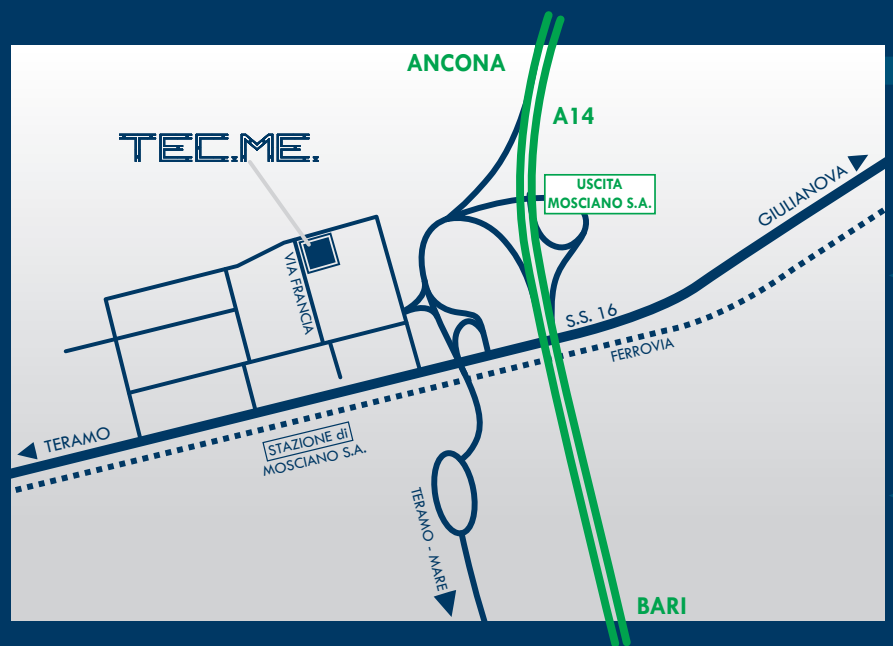 ANCONA
A14
TEC.ME.
USCITA
MOSCIANO S.A.
GIULIANOVA
VIA FRANCIA
S.S. 16
FERROVIA
TERAMO
STAZIONE di
MOSCIANO S.A.
TERAMO - MARE
BARI